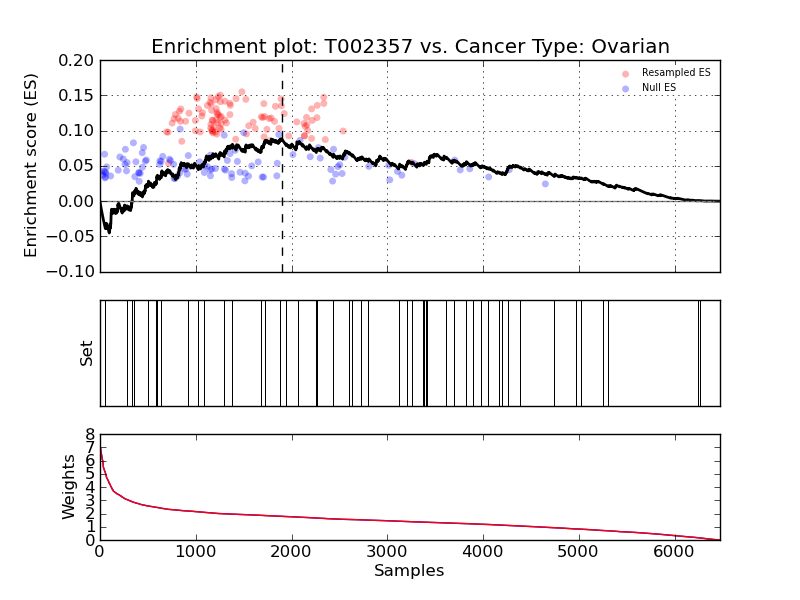 Enrichment plot: T002357 vs. Cancer Type: Ovarian
Enrichment score (ES)
0.20
0.15
0.10
0.05
0.00
−0.05
−0.10
Resampled ES
Null ES
Set
Weights
8
7
6
5
4
3
2
1
0
0 1000 2000 3000 4000 5000 6000
Samples